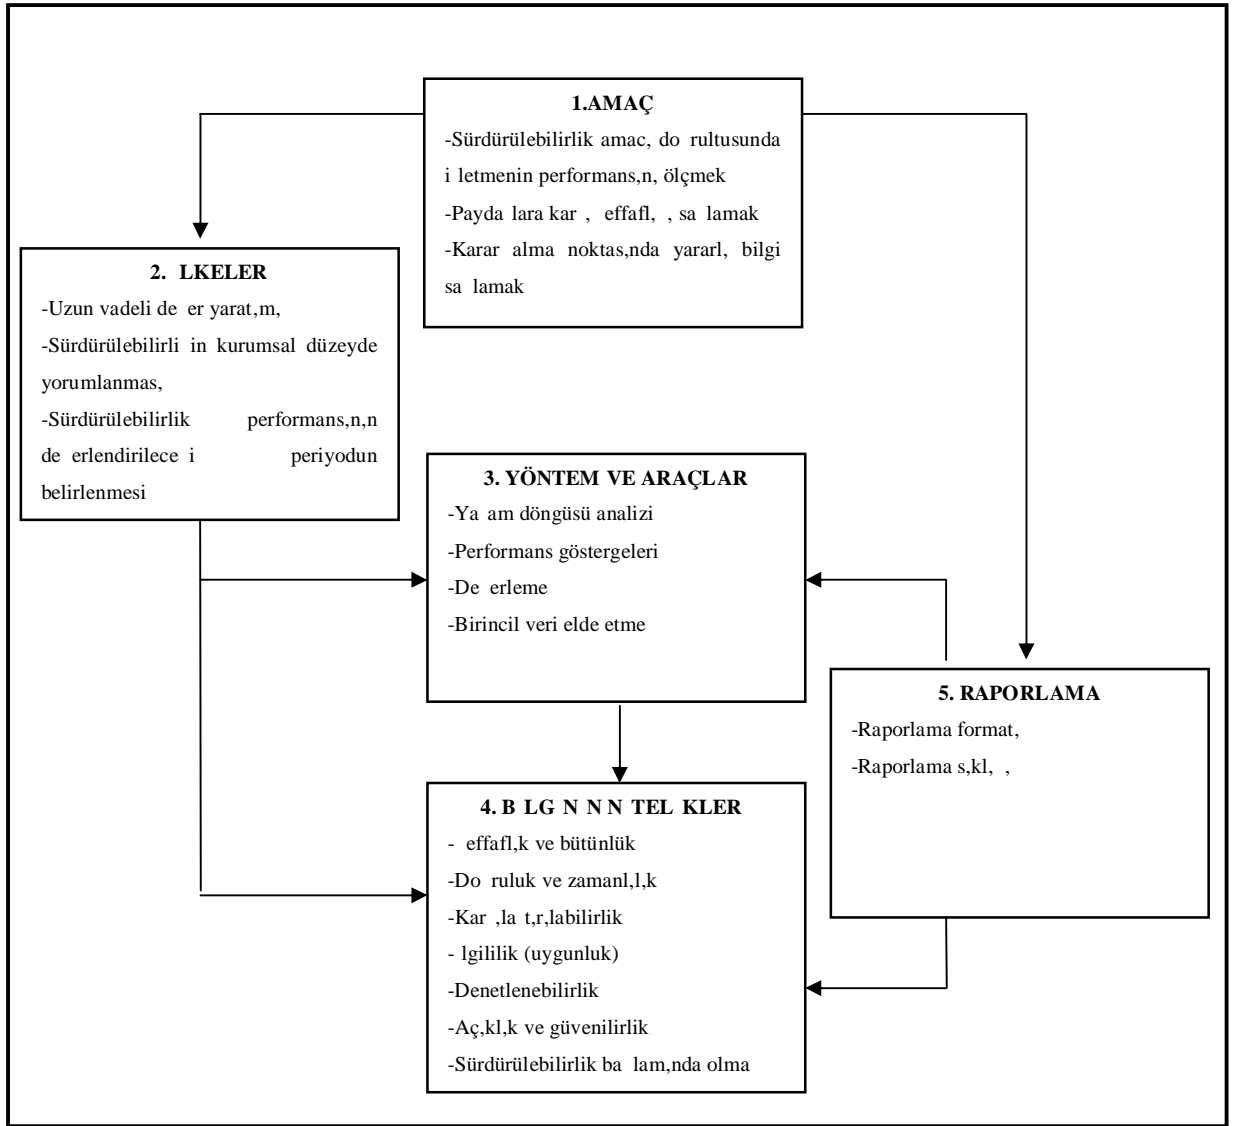 1.AMAÇ
-Sürdürülebilirlik amac, do rultusunda
i letmenin performans,n, ölçmek
-Payda lara kar , effafl, , sa lamak
-Karar alma noktas,nda yararl, bilgi
sa lamak
2. LKELER
-Uzun vadeli de er yarat,m,
-Sürdürülebilirli in kurumsal düzeyde
yorumlanmas,
-Sürdürülebilirlik performans,n,n
de erlendirilece i periyodun
belirlenmesi
3. YÖNTEM VE ARAÇLAR
-Ya am döngüsü analizi
-Performans göstergeleri
-De erleme
-Birincil veri elde etme
4. B LG N N N TEL KLER
- effafl,k ve bütünlük
-Do ruluk ve zamanl,l,k
-Kar ,la t,r,labilirlik
- lgililik (uygunluk)
-Denetlenebilirlik
-Aç,kl,k ve güvenilirlik
-Sürdürülebilirlik ba lam,nda olma
5. RAPORLAMA
-Raporlama format,
-Raporlama s,kl, ,